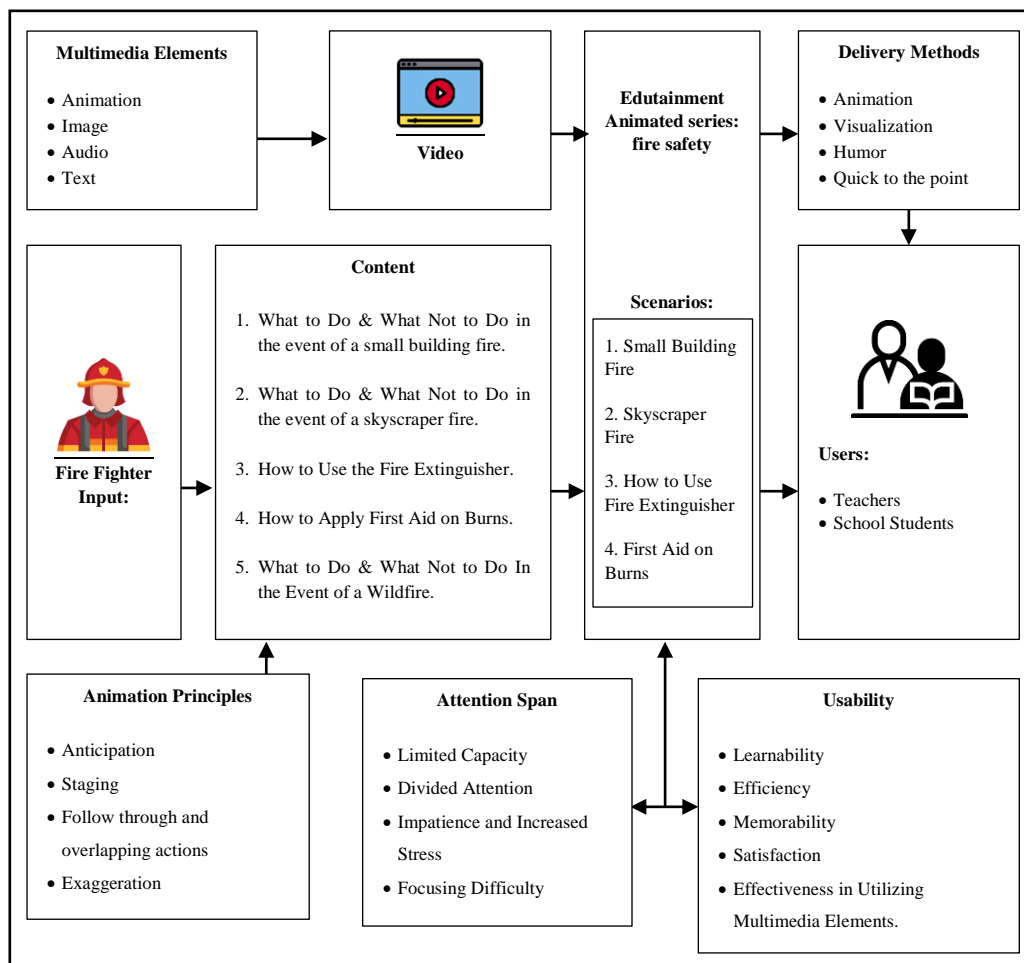 Multimedia Elements
• Animation
• Image
• Audio
• Text
Video
Edutainment
Animated series:
fire safety
Delivery Methods
• Animation
• Visualization
• Humor
• Quick to the point
Fire Fighter
Input:
Content
1. What to Do & What Not to Do in
the event of a small building fire.
2. What to Do & What Not to Do in
the event of a skyscraper fire.
3. How to Use the Fire Extinguisher.
4. How to Apply First Aid on Burns.
5. What to Do & What Not to Do In
the Event of a Wildfire.
Scenarios:
1. Small Building
Fire
2. Skyscraper
Fire
3. How to Use
Fire Extinguisher
4. First Aid on
Burns
Users:
• Teachers
• School Students
Animation Principles
• Anticipation
• Staging
• Follow through and
overlapping actions
• Exaggeration
Attention Span
• Limited Capacity
• Divided Attention
• Impatience and Increased
Stress
• Focusing Difficulty
Usability
• Learnability
• Efficiency
• Memorability
• Satisfaction
• Effectiveness in Utilizing
Multimedia Elements.